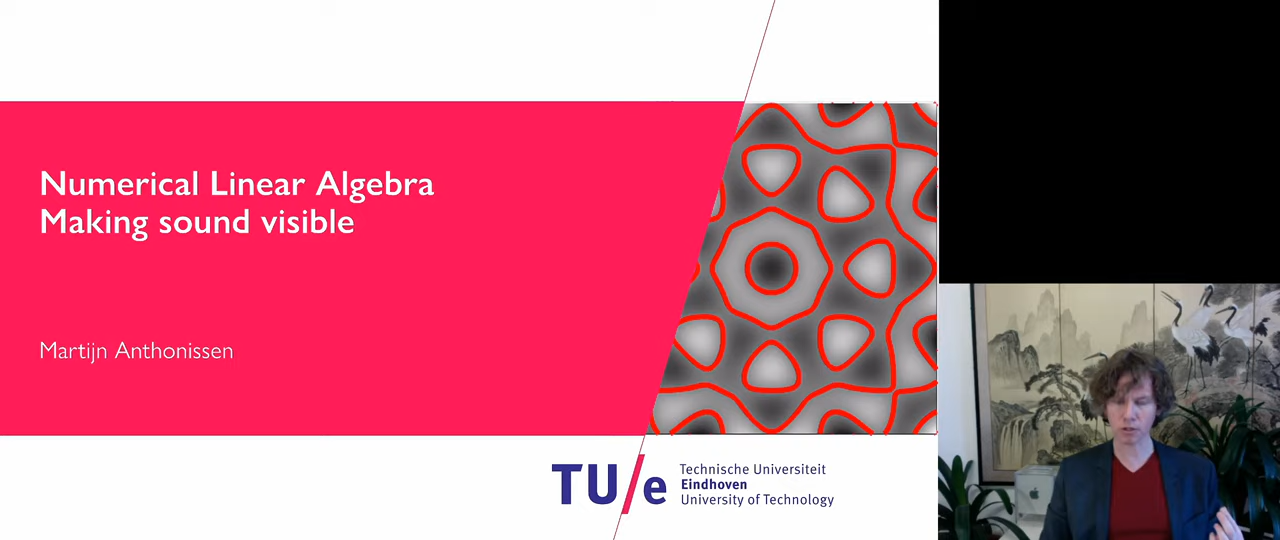 Numerical Linear Algebra
Making sound visible
Martijn Anthonissen
TU/e
Technische Universiteit
Eindhoven
University of Technology